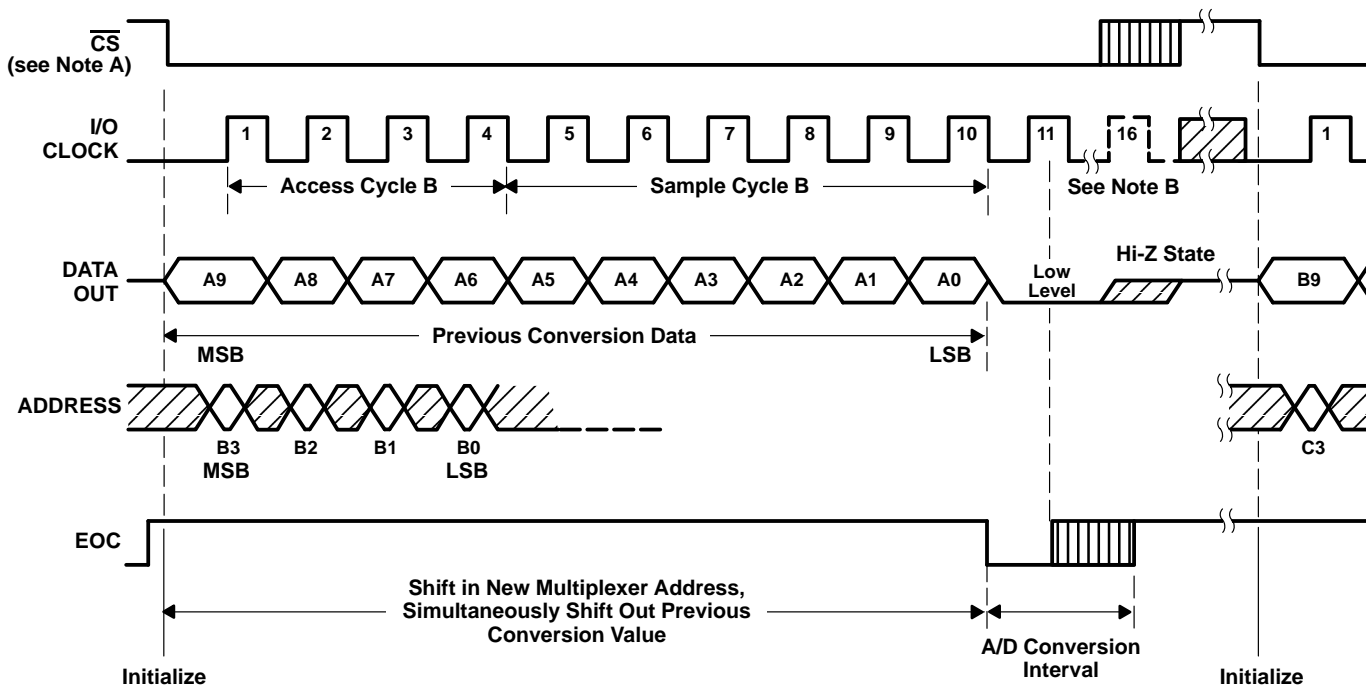 CS
(see Note A)
I/O
CLOCK
1 2 3 4 5 6 7 8 9 10 11 16 1
Access Cycle B
Sample Cycle B
See Note B
DATA
OUT
A9 A8 A7 A6 A5 A4 A3 A2 A1 A0
Low
Level
Hi-Z State
B9
Previous Conversion Data
MSB
LSB
ADDRESS
B3 B2 B1 B0 C3
MSB LSB
EOC
Shift in New Multiplexer Address,
Simultaneously Shift Out Previous
Conversion Value
A/D Conversion
Interval
Initialize
Initialize